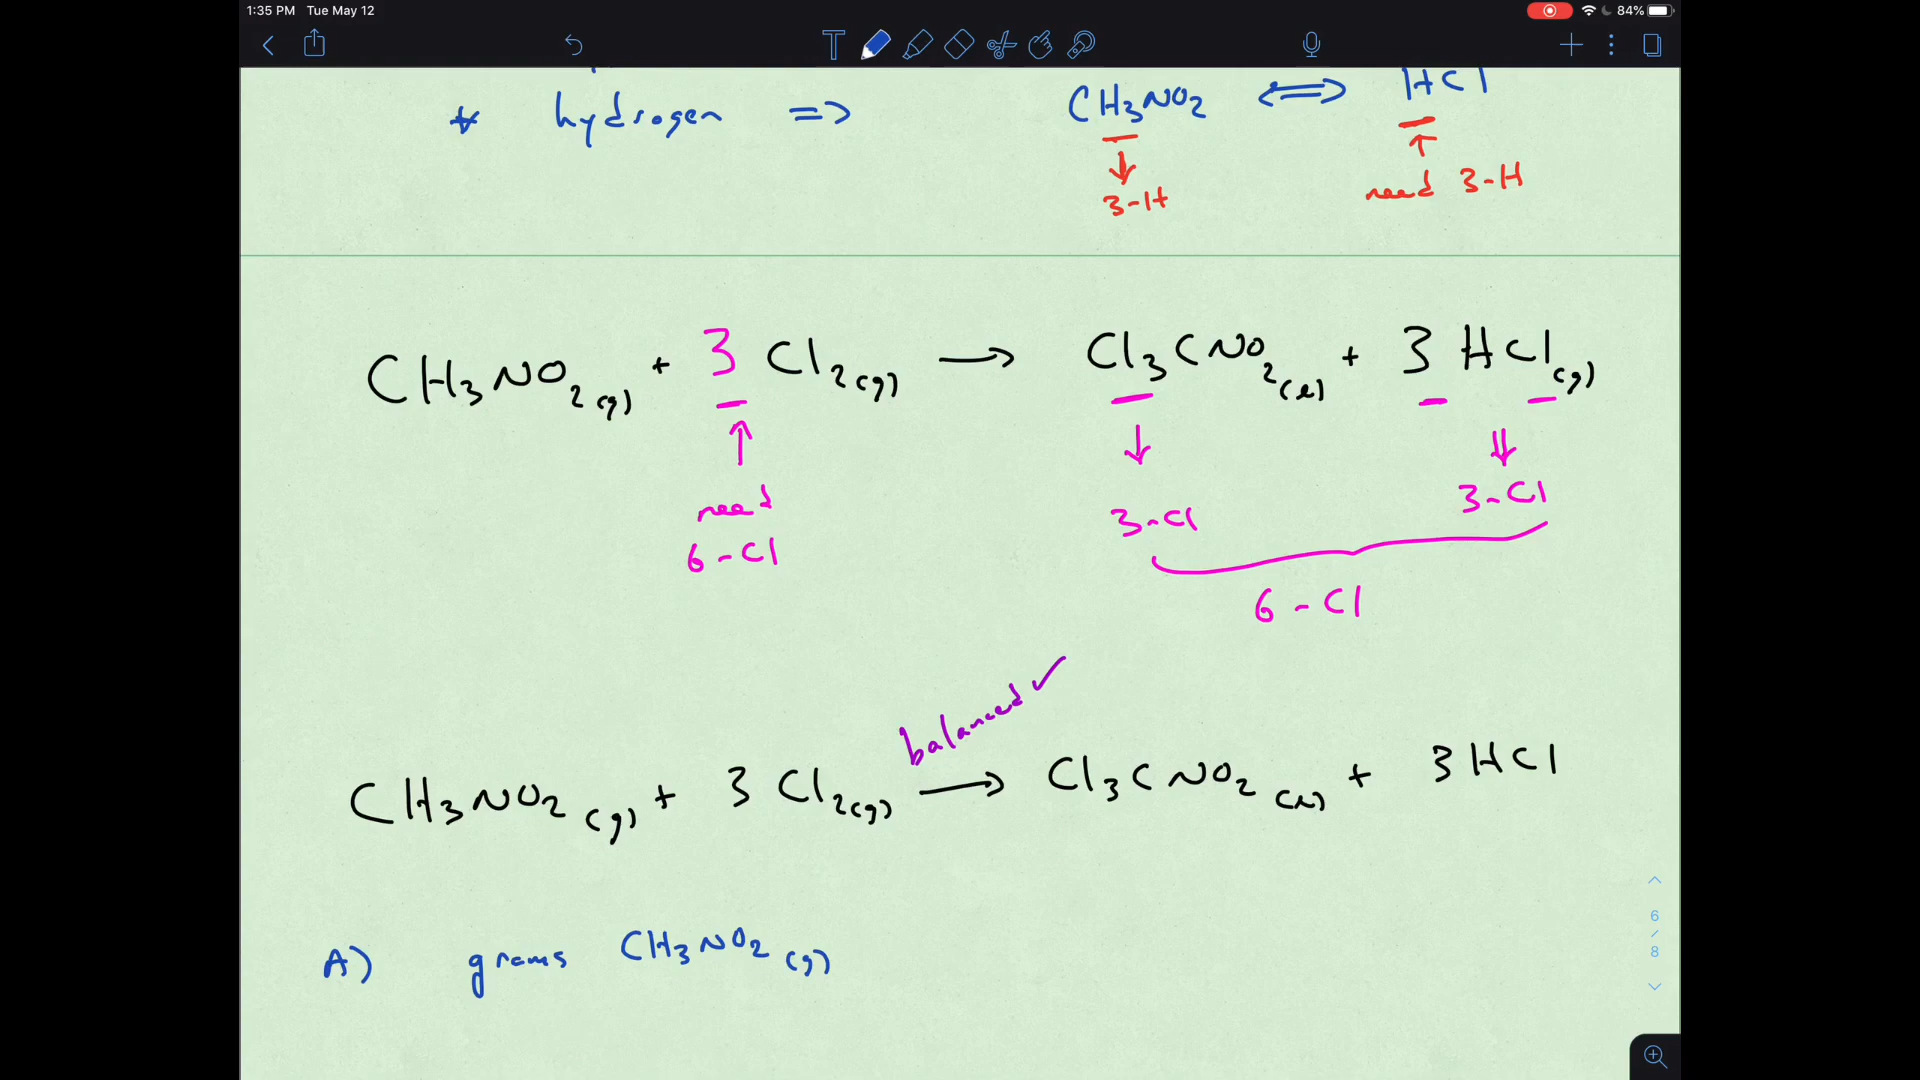 1:35 PM Tue May 12
84%
* hydrogen => CH3NO2 <=> HCl
3-H
need 3-H
CH3NO2 (g) + 3 Cl2 (g) → Cl3CNO2 (l) + 3 HCl (g)
need
6-Cl
3-Cl
3-Cl
6-Cl
balanced ✓
CH3NO2 (g) + 3 Cl2 (g) → Cl3CNO2 (l) + 3 HCl
A) grams CH3NO2 (g)
6
/
8